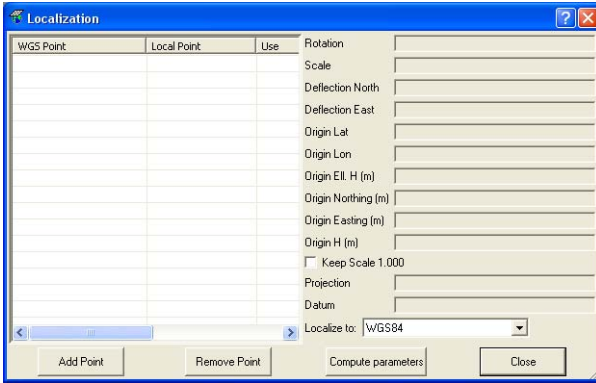 Localization
WGS Point Local Point Use
Rotation
Scale
Deflection North
Deflection East
Origin Lat
Origin Lon
Origin Ell. H (m)
Origin Northing (m)
Origin Easting (m)
Origin H (m)
Keep Scale 1.000
Projection
Datum
Localize to: WGS84
Add Point Remove Point Compute parameters Close